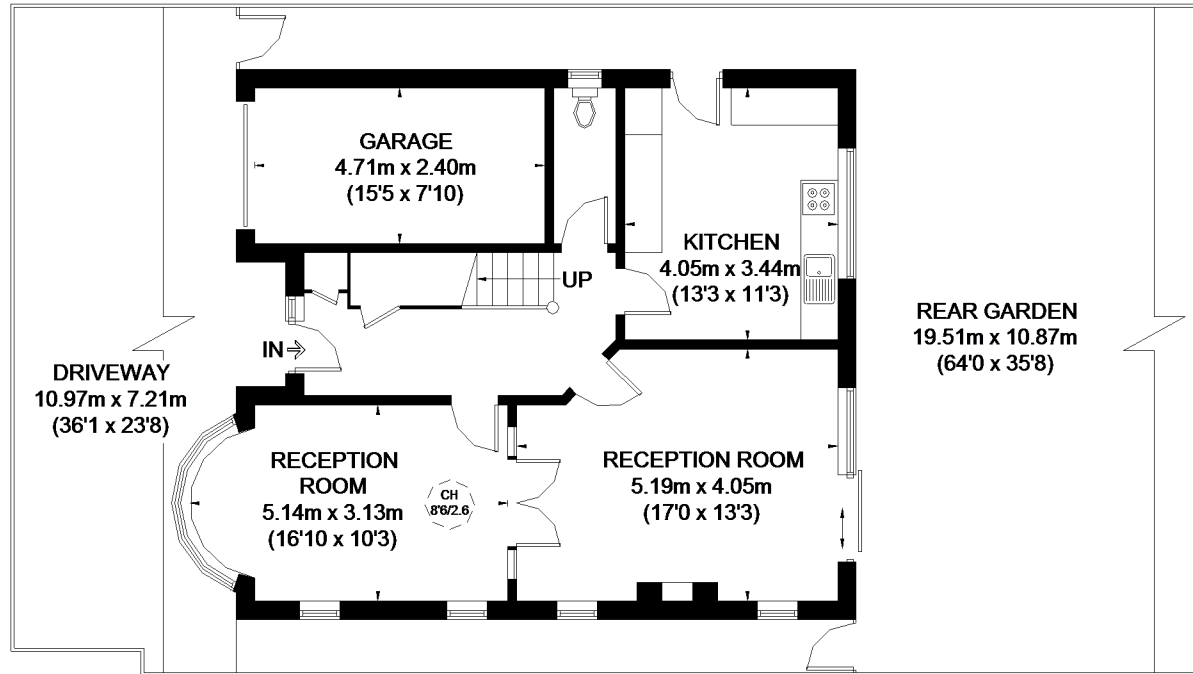 GARAGE
4.71m x 2.40m
(15'5 x 7'10)
KITCHEN
4.05m x 3.44m
(13'3 x 11'3)
UP
IN
DRIVEWAY
10.97m x 7.21m
(36'1 x 23'8)
REAR GARDEN
19.51m x 10.87m
(64'0 x 35'8)
RECEPTION
ROOM
5.14m x 3.13m
(16'10 x 10'3)
CH
8'6/2.6
RECEPTION ROOM
5.19m x 4.05m
(17'0 x 13'3)